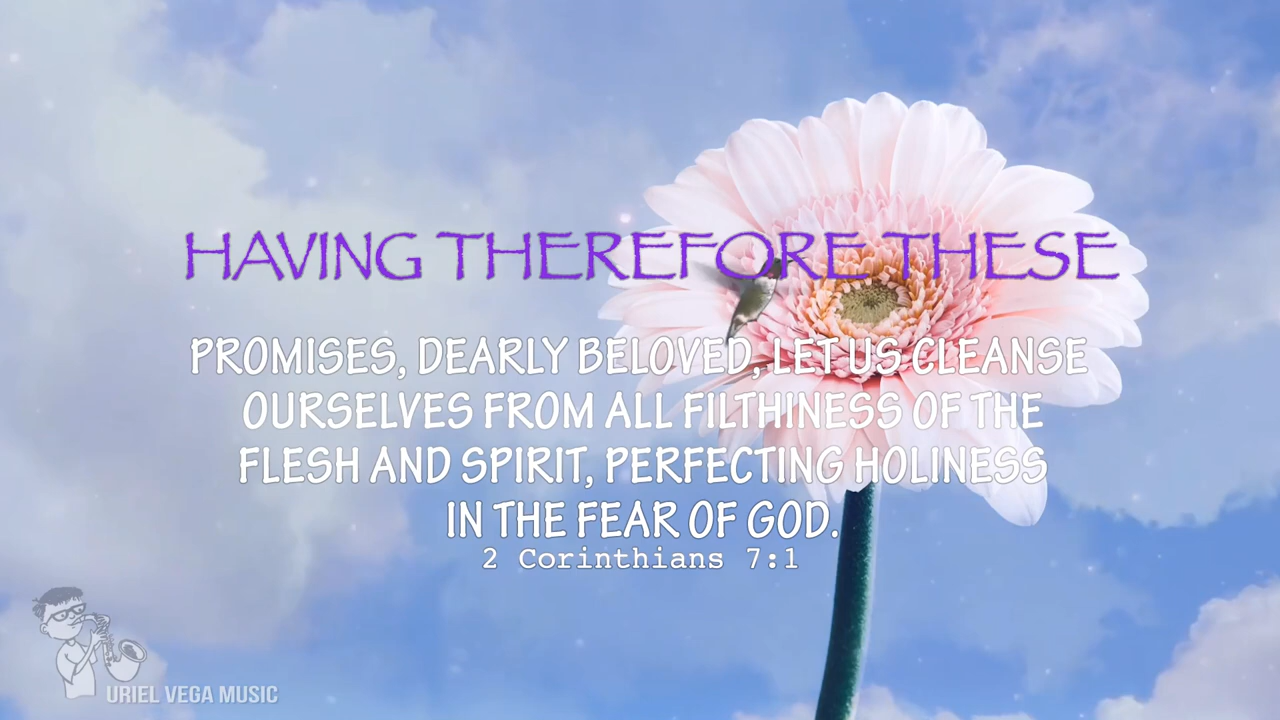 HAVING THEREFORE THESE
PROMISES, DEARLY BELOVED, LET US CLEANSE
OURSELVES FROM ALL FILTHINESS OF THE
FLESH AND SPIRIT, PERFECTING HOLINESS
IN THE FEAR OF GOD.
2 Corinthians 7:1
URIEL VEGA MUSIC